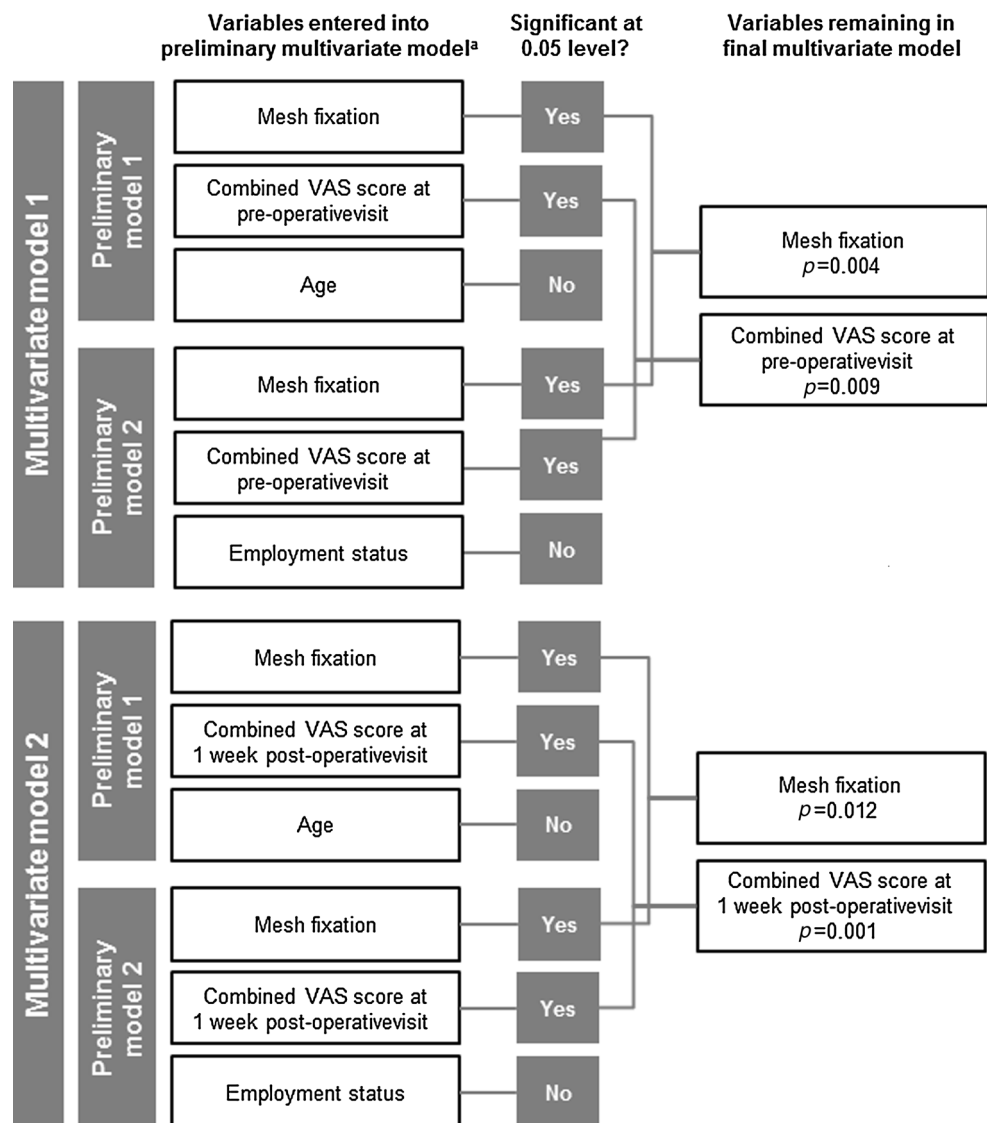 Variables entered into
preliminary multivariate modelª
Significant at
0.05 level?
Variables remaining in
final multivariate model
Multivariate model 1
Preliminary
model 1
Mesh fixation
Yes
Combined VAS score at
pre-operativevisit
Yes
Age
No
Preliminary
model 2
Mesh fixation
Yes
Combined VAS score at
pre-operativevisit
Yes
Employment status
No
Mesh fixation
p=0.004
Combined VAS score at
pre-operativevisit
p=0.009
Multivariate model 2
Preliminary
model 1
Mesh fixation
Yes
Combined VAS score at
1 week post-operativevisit
Yes
Age
No
Preliminary
model 2
Mesh fixation
Yes
Combined VAS score at
1 week post-operativevisit
Yes
Employment status
No
Mesh fixation
p=0.012
Combined VAS score at
1 week post-operativevisit
p=0.001